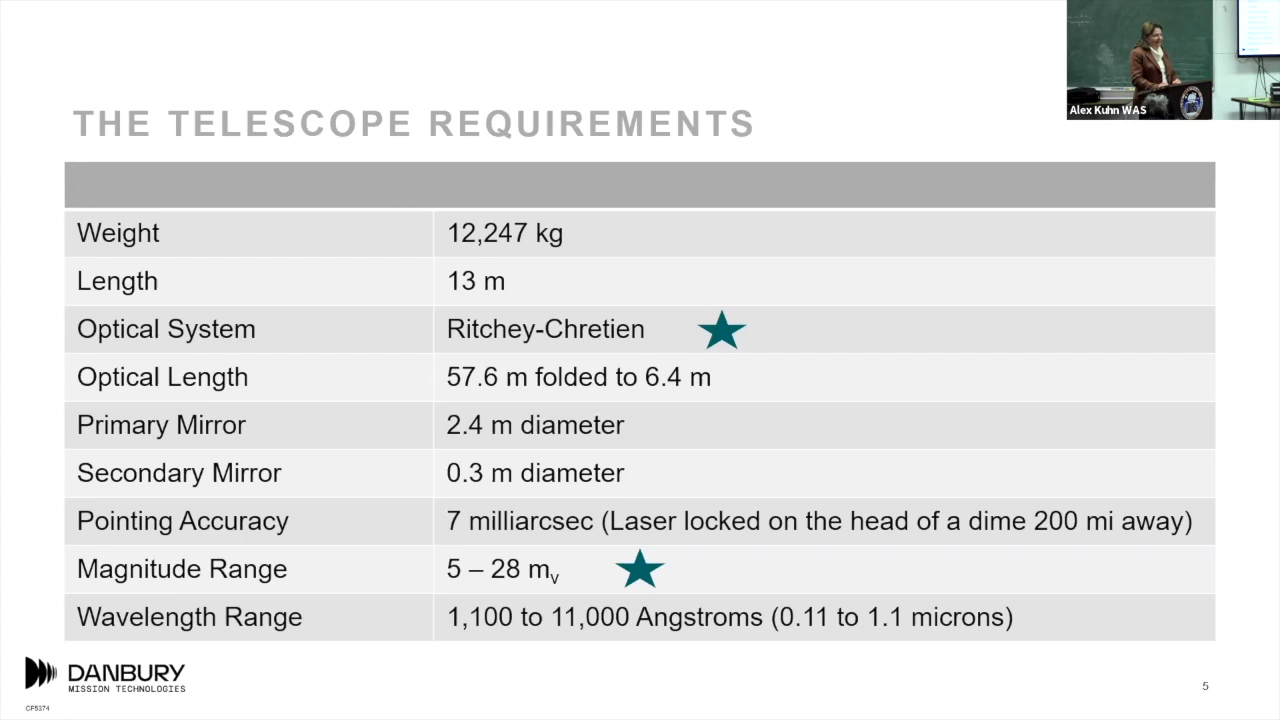 Alex Kuhn WAS
THE TELESCOPE REQUIREMENTS
Weight 12,247 kg
Length 13 m
Optical System Ritchey-Chretien
Optical Length 57.6 m folded to 6.4 m
Primary Mirror 2.4 m diameter
Secondary Mirror 0.3 m diameter
Pointing Accuracy 7 milliarcsec (Laser locked on the head of a dime 200 mi away)
Magnitude Range 5 – 28 mv
Wavelength Range 1,100 to 11,000 Angstroms (0.11 to 1.1 microns)
DANBURY
MISSION TECHNOLOGIES
5
CF5374